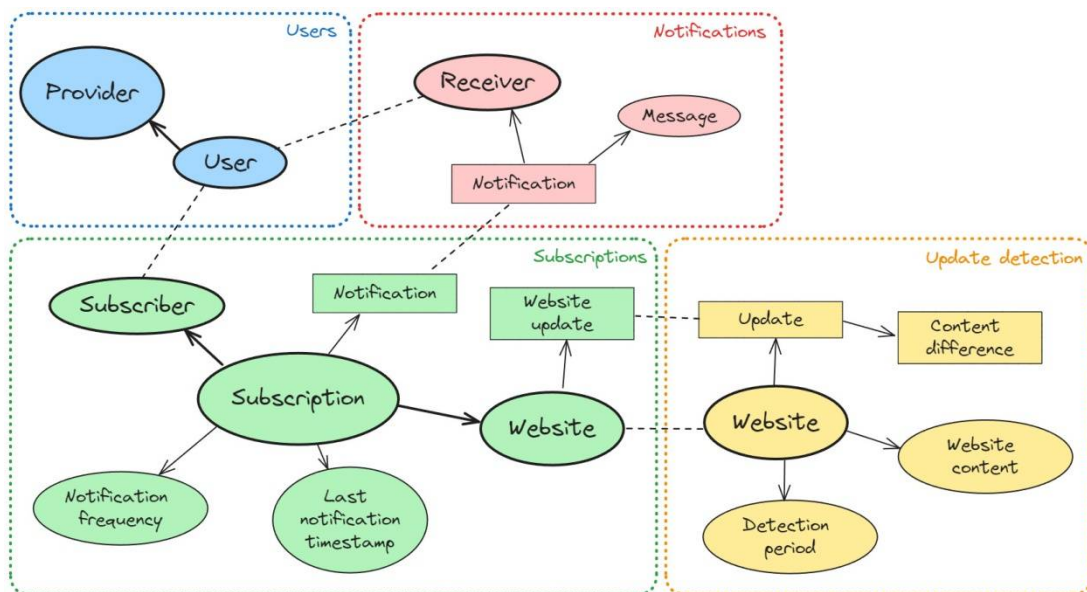 Users
Provider
User
Notifications
Receiver
Message
Notification
Subscriptions
Subscriber
Notification
Website
update
Subscription
Website
Notification
frequency
Last
notification
timestamp
Update detection
Update
Content
difference
Website
Website
content
Detection
period